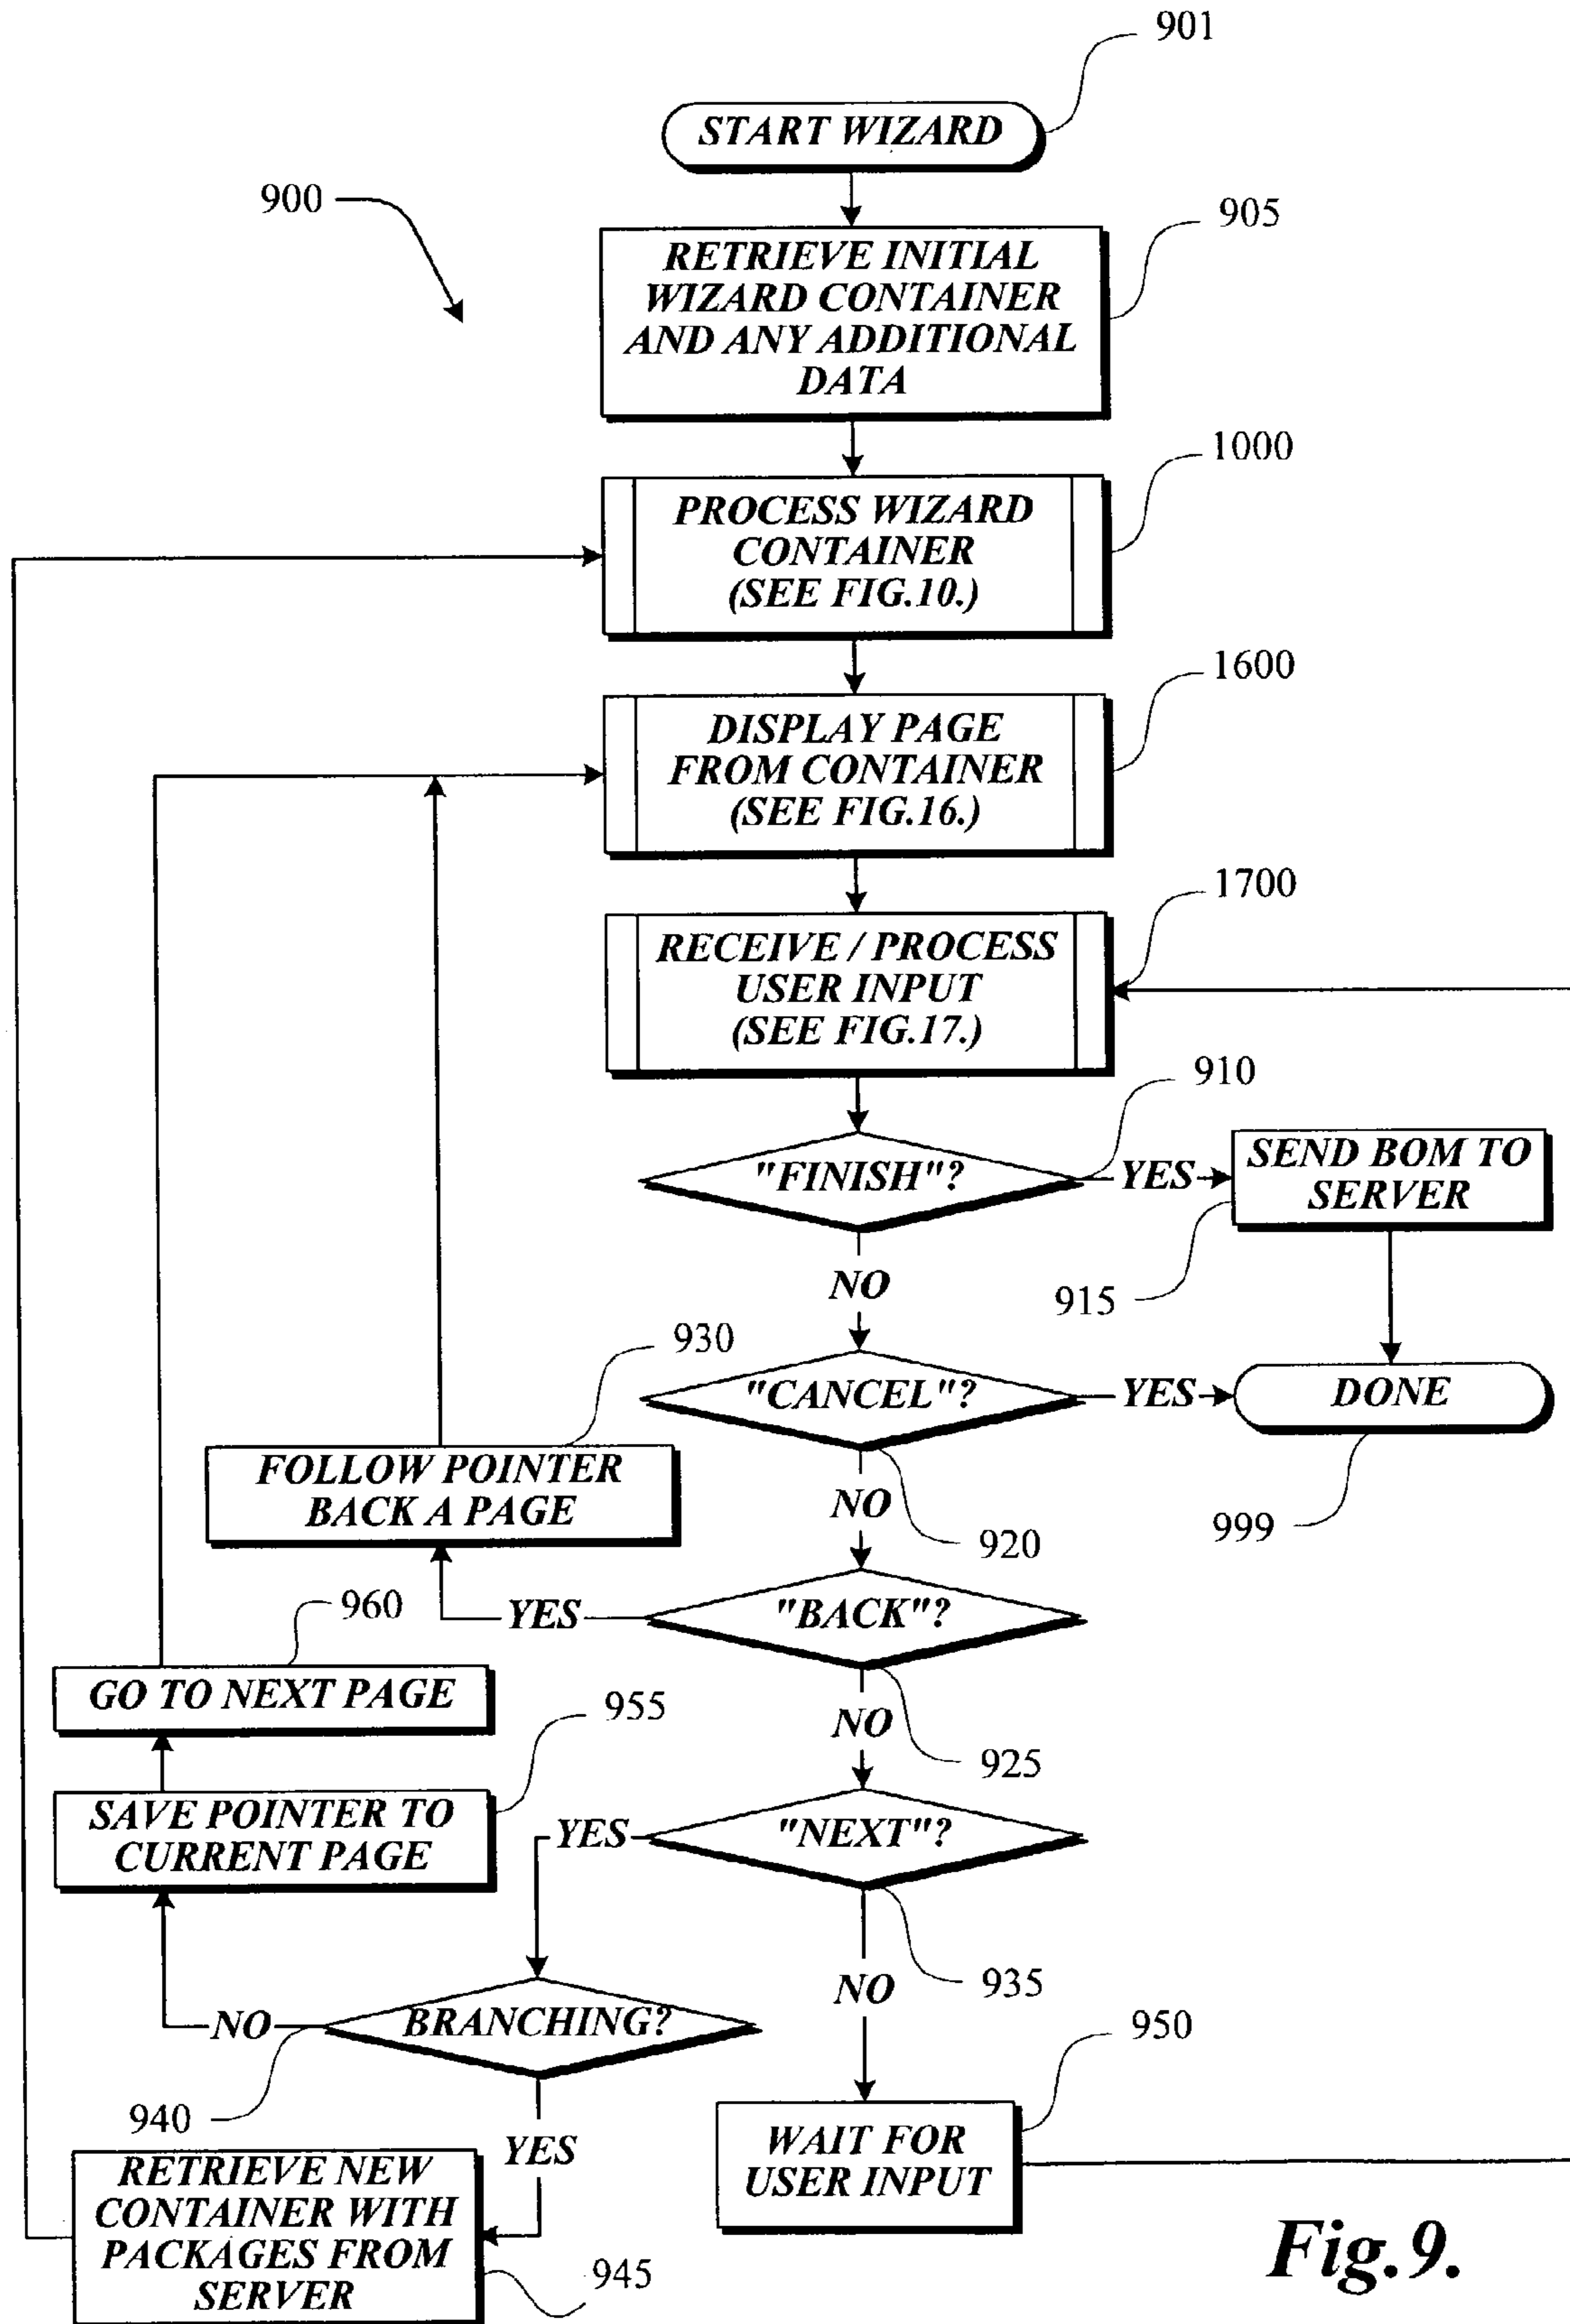 901
START WIZARD
900
905
RETRIEVE INITIAL
WIZARD CONTAINER
AND ANY ADDITIONAL
DATA
1000
PROCESS WIZARD
CONTAINER
(SEE FIG.10.)
1600
DISPLAY PAGE
FROM CONTAINER
(SEE FIG.16.)
1700
RECEIVE / PROCESS
USER INPUT
(SEE FIG.17.)
910
"FINISH"?
YES
SEND BOM TO
SERVER
915
NO
930
"CANCEL"?
YES
DONE
999
FOLLOW POINTER
BACK A PAGE
NO
920
960
YES
"BACK"?
GO TO NEXT PAGE
955
NO
925
SAVE POINTER TO
CURRENT PAGE
YES
"NEXT"?
NO
935
NO
BRANCHING?
950
940
YES
WAIT FOR
USER INPUT
RETRIEVE NEW
CONTAINER WITH
PACKAGES FROM
SERVER
945
Fig.9.